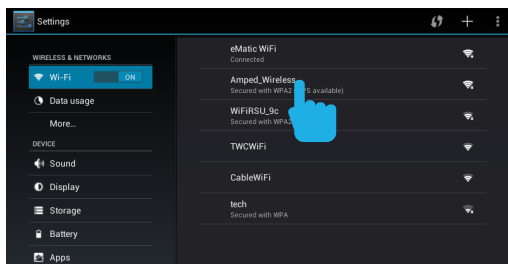 Settings
WIRELESS & NETWORKS
Wi-Fi ON
Data usage
More...
DEVICE
Sound
Display
Storage
Battery
Apps
eMatic WiFi
Connected
Amped_Wireless
Secured with WPA2 available)
WiFiRSU_9c
Secured with WPA2
TWCWiFi
CableWiFi
tech
Secured with WPA